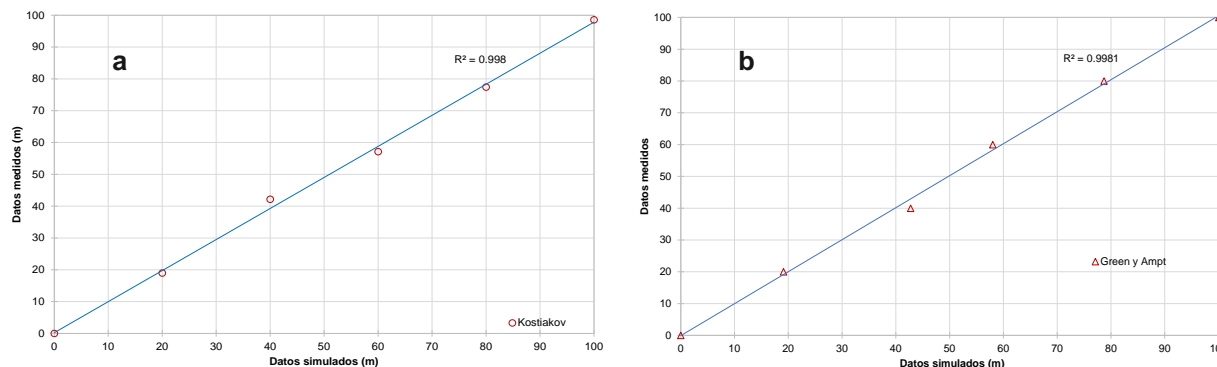 a
R² = 0.998
Datos medidos (m)
100
90
80
70
60
50
40
30
20
10
0
Kostiakov
0 10 20 30 40 50 60 70 80 90 100
Datos simulados (m)
b
R² = 0.9981
Datos medidos
100
90
80
70
60
50
40
30
20
10
0
Green y Ampt
0 10 20 30 40 50 60 70 80 90
Datos simulados (m)